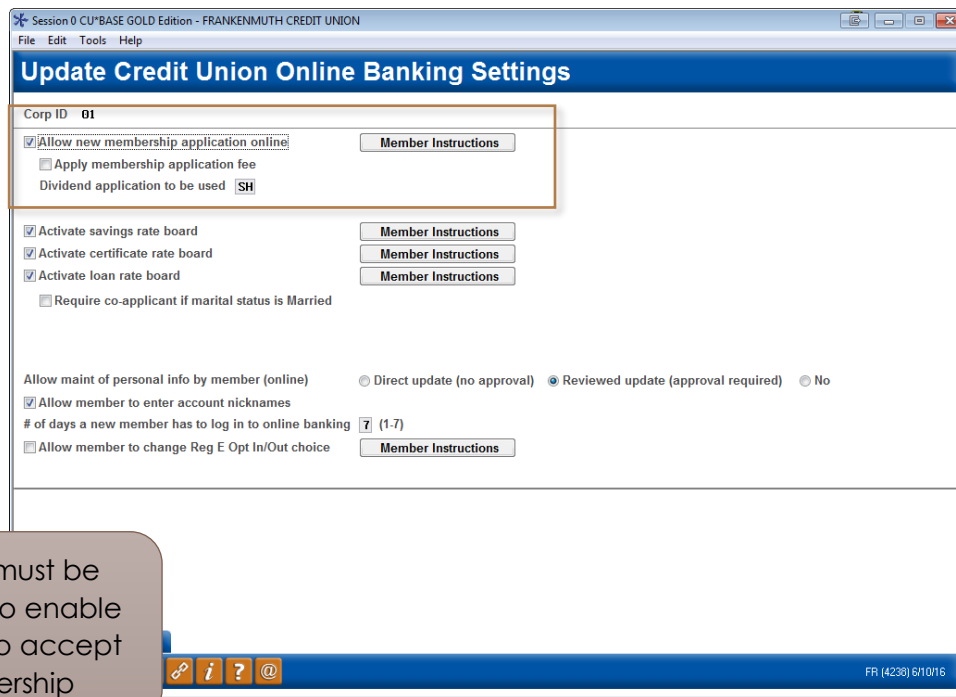 Session 0 CU*BASE GOLD Edition - FRANKENMUTH CREDIT UNION
File Edit Tools Help
Update Credit Union Online Banking Settings
Corp ID 01
Allow new membership application online Member Instructions
Apply membership application fee
Dividend application to be used SH
Activate savings rate board Member Instructions
Activate certificate rate board Member Instructions
Activate loan rate board Member Instructions
Require co-applicant if marital status is Married
Allow maint of personal info by member (online) Direct update (no approval) Reviewed update (approval required) No
Allow member to enter account nicknames
# of days a new member has to log in to online banking 7 (1-7)
Allow member to change Reg E Opt In/Out choice Member Instructions
must be
o enable
o accept
ership
i ? @
FR (4238) 6/10/16